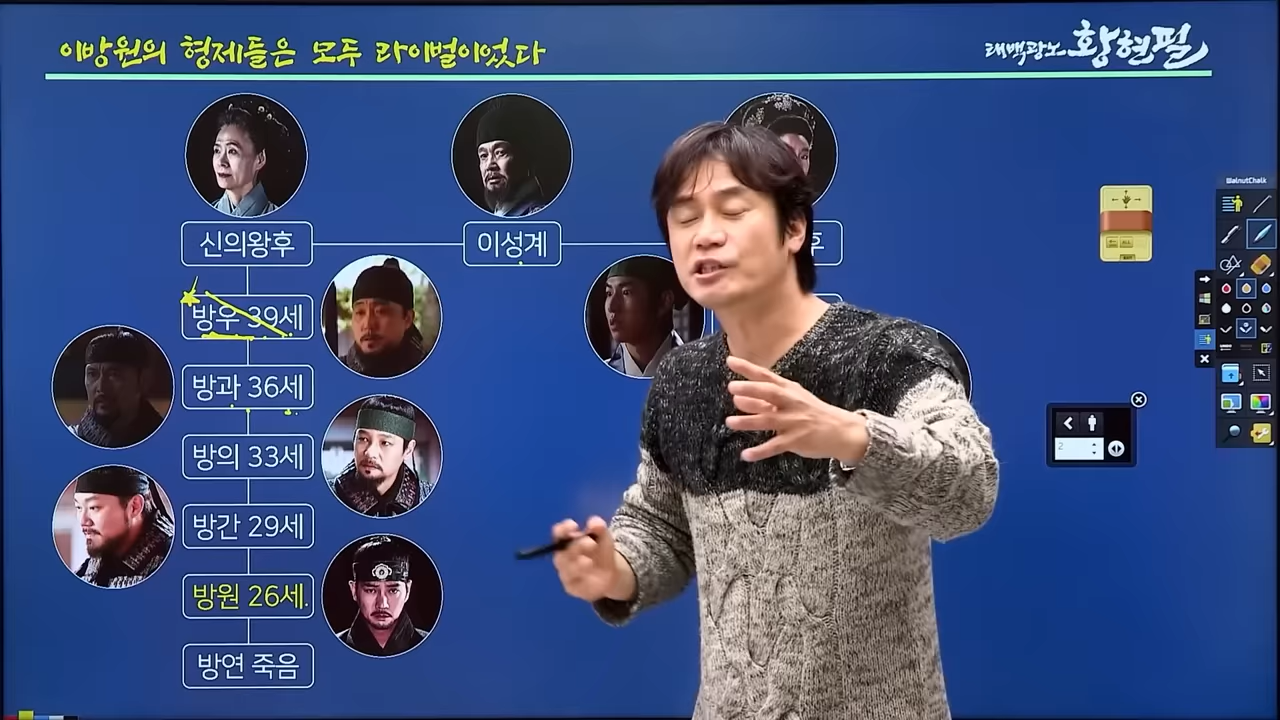 이방원의 형제들은 모두 라이벌이었다
태백광노 황현필
신의왕후
이성계
후
방우 39세
방과 36세
방의 33세
방간 29세
방원 26세
방연 죽음
WalnutChalk
2